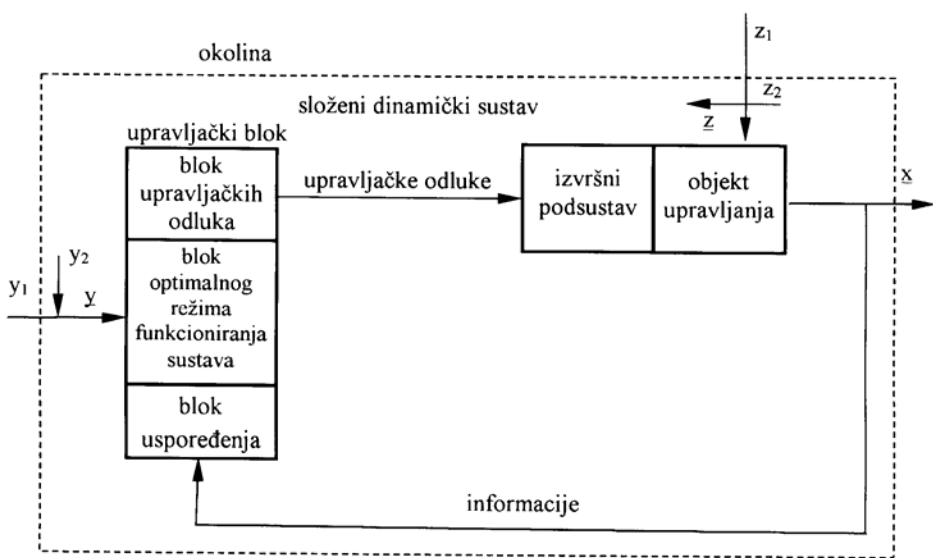 okolina
z₁
složeni dinamički sustav
z₂
z
upravljački blok
blok
upravljačkih
odluka
upravljačke odluke
izvršni
podsustav
objekt
upravljanja
x
y₁
y₂
y
blok
optimalnog
režima
funkcioniranja
sustava
blok
uspoređenja
informacije